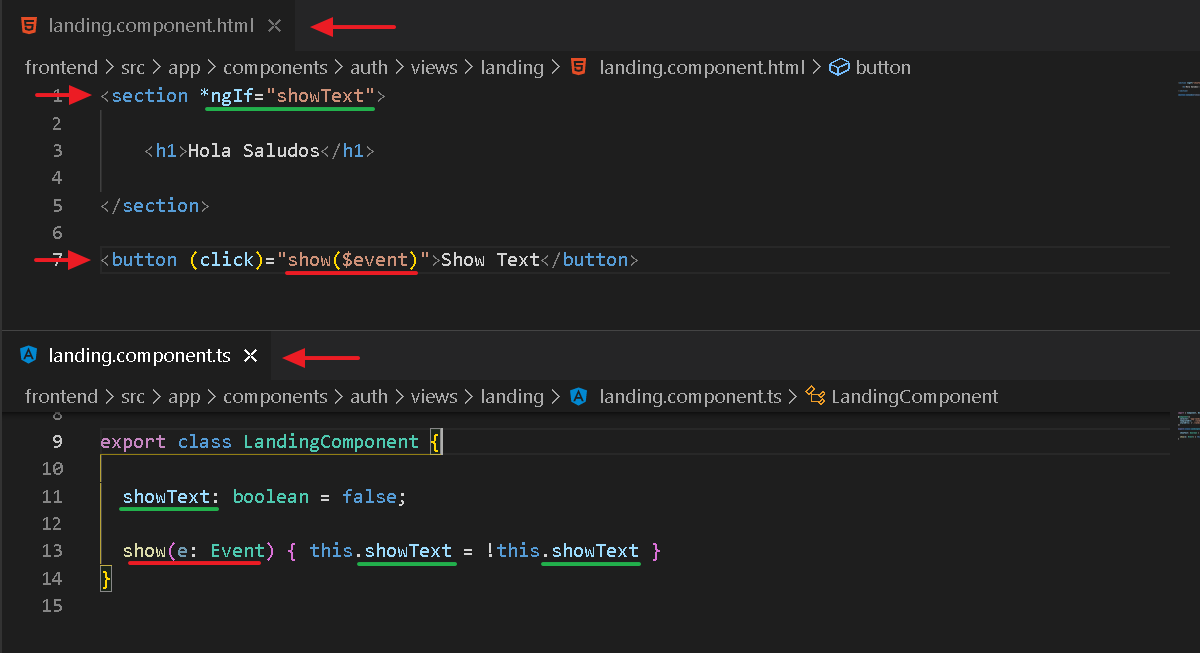 landing.component.html
frontend > src > app > components > auth > views > landing > landing.component.html > button
1 <section *ngIf="showText">
2
3 <h1>Hola Saludos</h1>
4
5 </section>
6
7 <button (click)="show($event)">Show Text</button>
landing.component.ts
frontend > src > app > components > auth > views > landing > landing.component.ts > LandingComponent
8
9 export class LandingComponent {
10
11 showText: boolean = false;
12
13 show(e: Event) { this.showText = !this.showText }
14 }
15